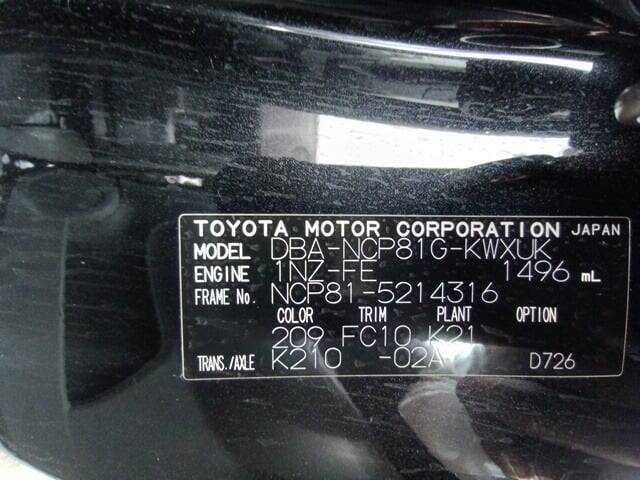 TOYOTA MOTOR CORPORATION JAPAN
MODEL DBA-NCP81G-KWXUK
ENGINE 1NZ-FE 1496 mL
FRAME No. NCP81-5214316
COLOR TRIM PLANT OPTION
209 FC10 K21
TRANS./AXLE K210 -02A D726